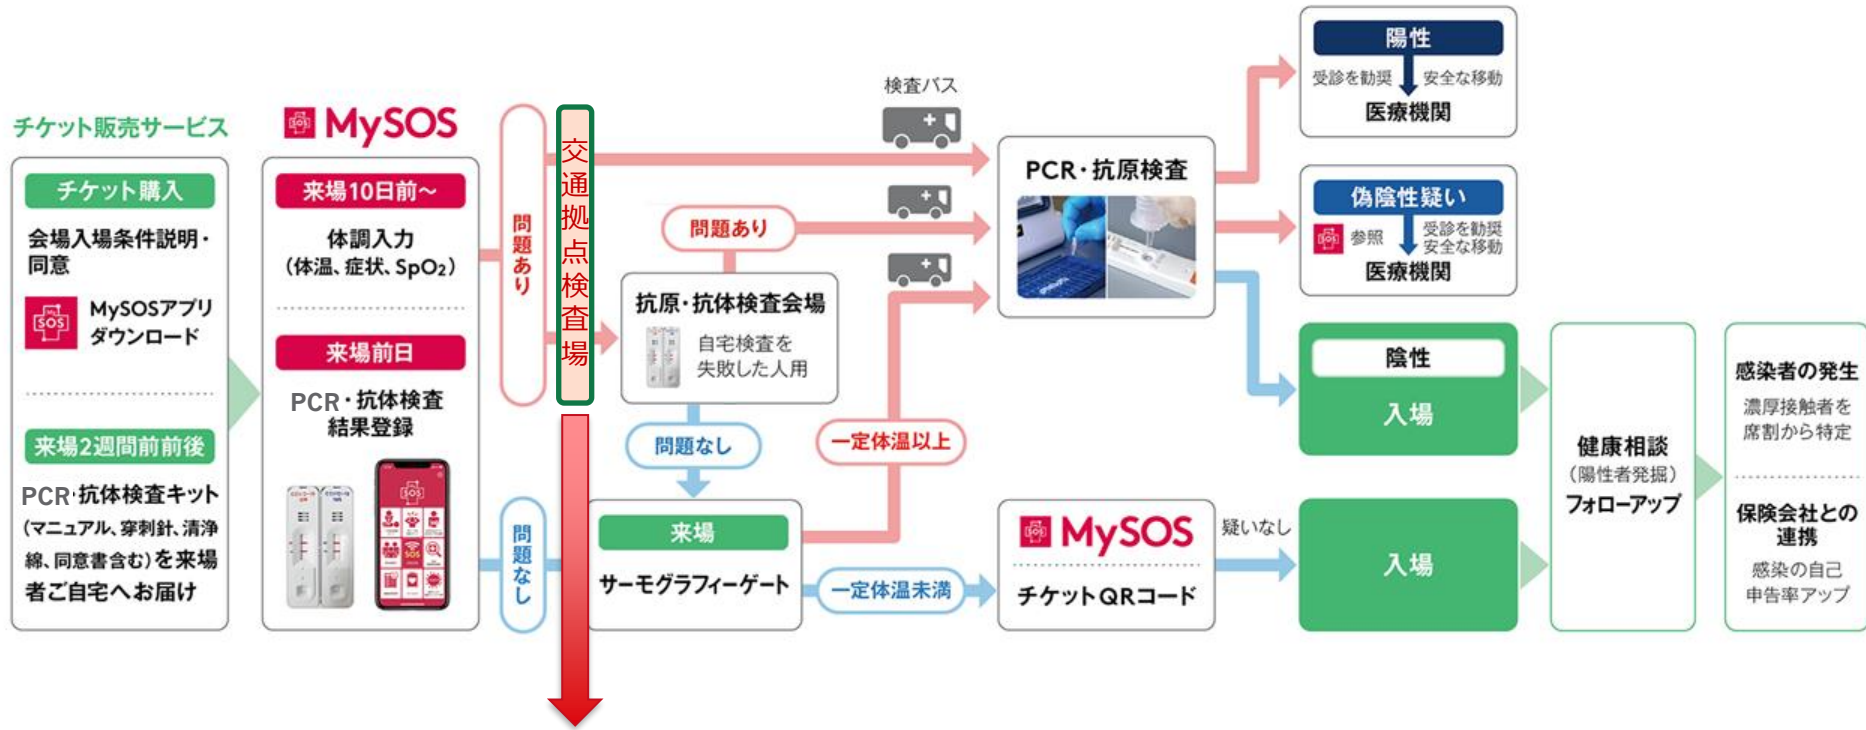 チケット販売サービス
チケット購入
会場入場条件説明・
同意
SOS
MySOSアプリ
ダウンロード
来場2週間前前後
PCR・抗体検査キット
(マニュアル、穿刺針、清浄
綿、同意書含む)を来場
者ご自宅へお届け
MySOS
来場10日前~
体調入力
(体温、症状、SpO2)
来場前日
PCR・抗体検査
結果登録
SOS
SOS
問題あり
問題なし
交通拠点検査場
検査バス
問題あり
抗原・抗体検査会場
自宅検査を
失敗した人用
問題なし
一定体温以上
来場
サーモグラフィーゲート
一定体温未満
PCR・抗原検査
MySOS
チケットQRコード
疑いなし
陽性
受診を勧奨
安全な移動
医療機関
偽陰性疑い
SOS
参照
受診を勧奨
安全な移動
医療機関
陰性
入場
入場
健康相談
(陽性者発掘)
フォローアップ
感染者の発生
濃厚接触者を
席割から特定
保険会社との
連携
感染の自己
申告率アップ